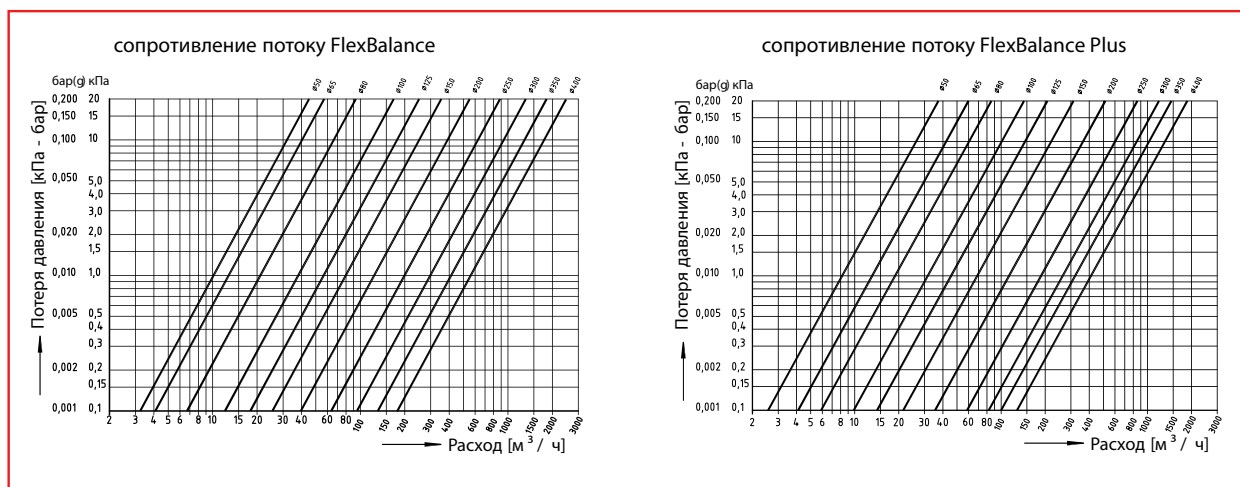 сопротивление потоку FlexBalance
бар(g) кПа
ø50 ø65 ø80 ø100 ø125 ø150 ø200 ø250 ø300 ø350 ø400
Потеря давления [кПа - бар]
0,200 20
0,150 15
0,100 10
0,050 5,0
4,0
3,0
0,020 2,0
1,5
0,010 1,0
0,005 0,5
0,4
0,3
0,002 0,2
0,15
0,001 0,1
2 3 4 5 6 8 10 15 20 30 40 60 80 100 200 300 400 600 800 1000 2000 3000
Расход [м 3 / ч]
сопротивление потоку FlexBalance Plus
бар(g) кПа
ø50 ø65 ø80 ø100 ø125 ø150 ø200 ø250 ø300 ø350 ø400
Потеря давления [кПа - бар]
0,200 20
0,150 15
0,100 10
0,050 5,0
4,0
3,0
0,020 2,0
1,5
0,010 1,0
0,005 0,5
0,4
0,3
0,002 0,2
0,15
0,001 0,1
2 3 4 5 6 8 10 15 20 30 40 60 80 100 150 200 300 400 600 800 1000 2000 3000
Расход [м 3 / ч]